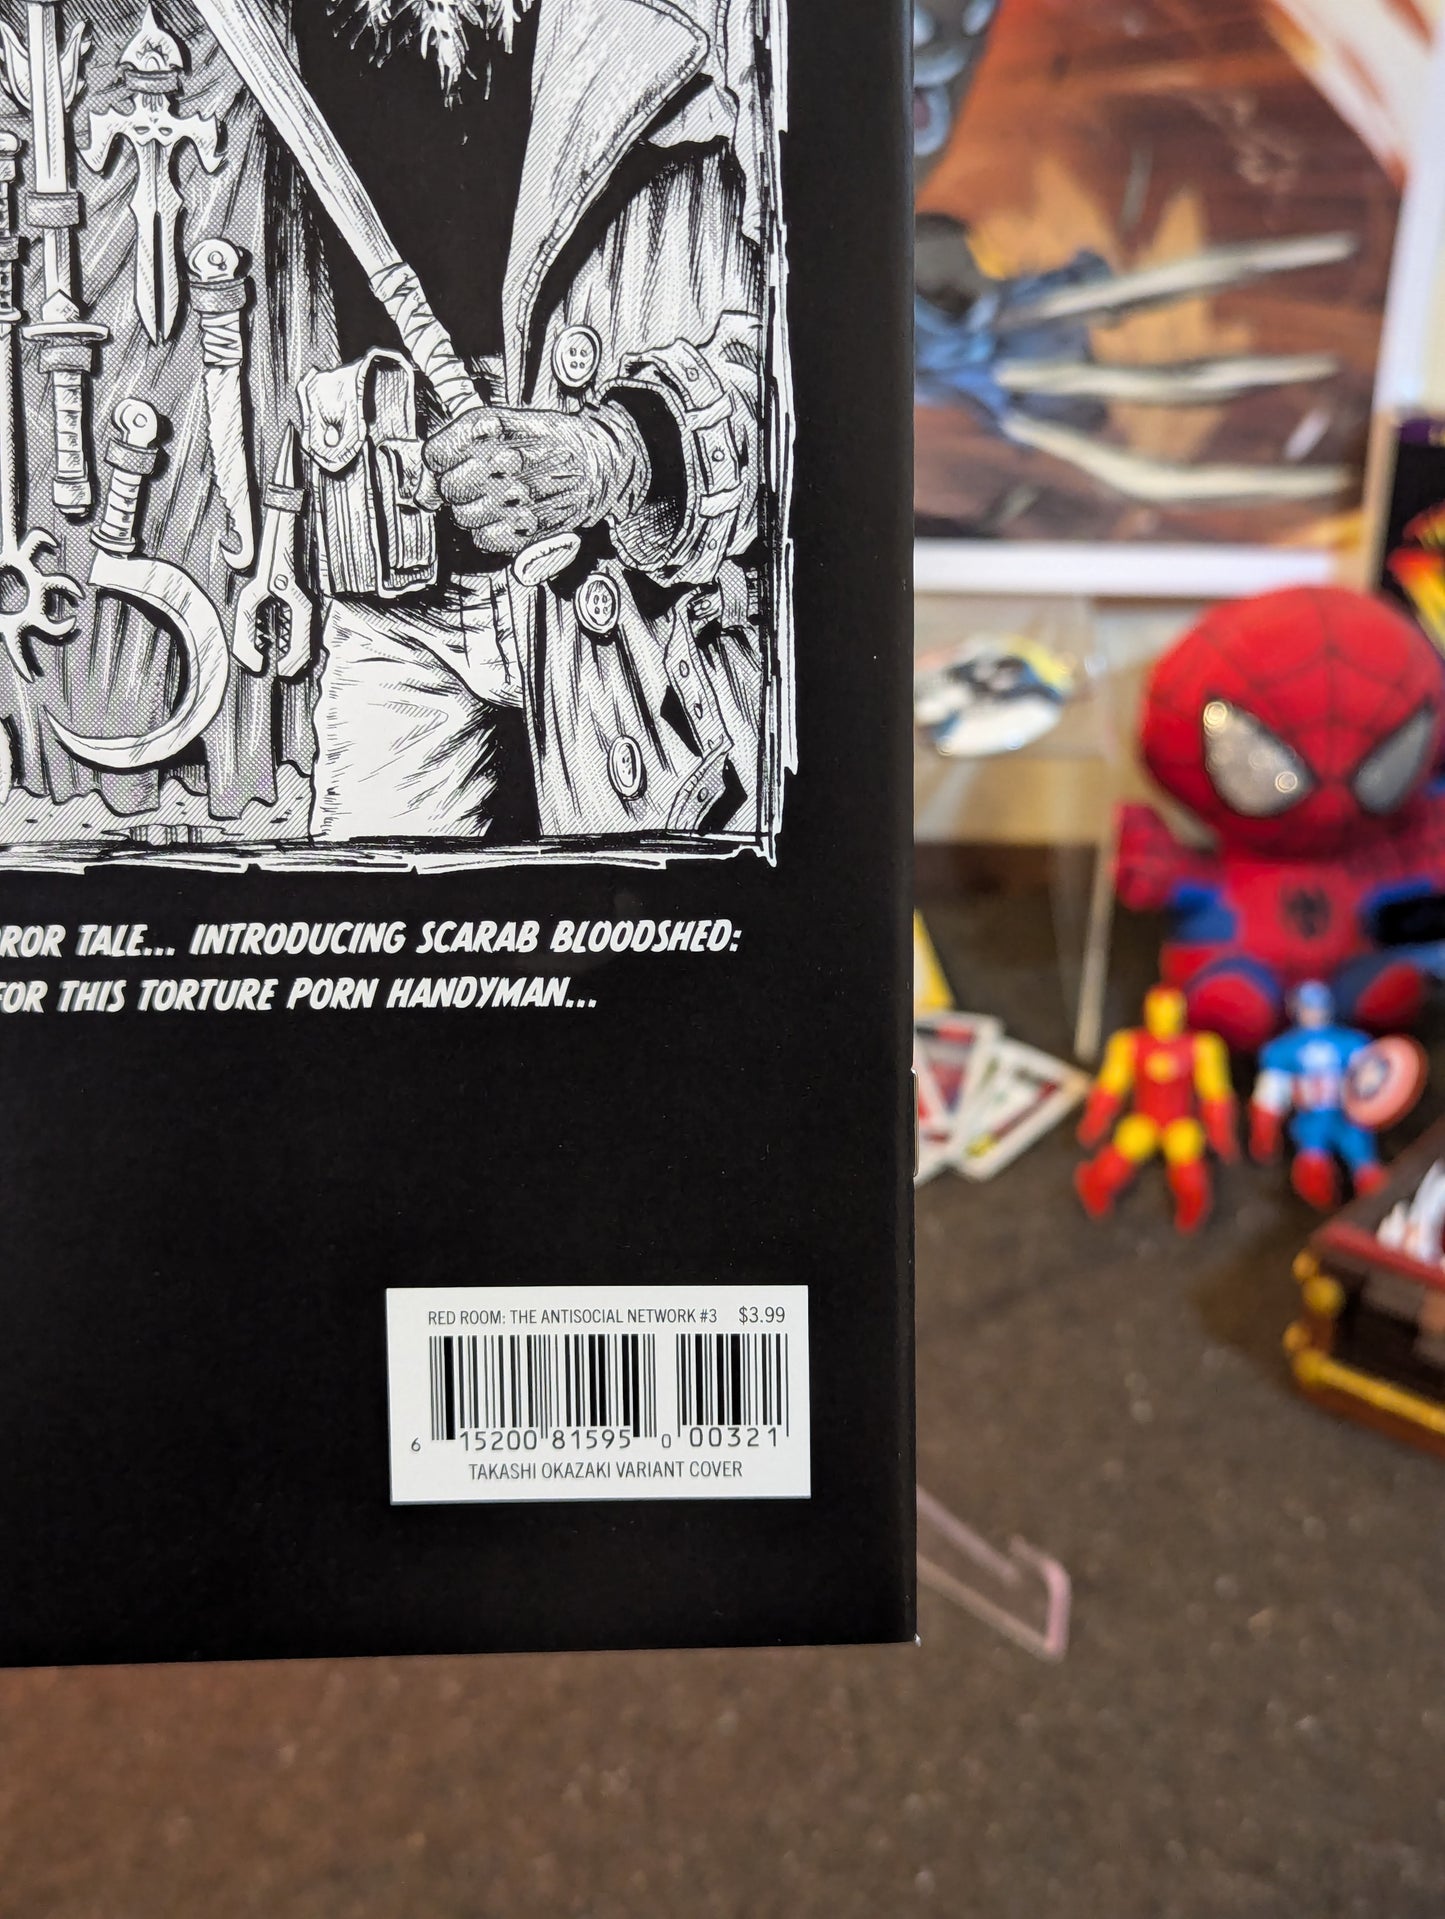 TALE... INTRODUCING SCARAB BLOODSHED:
FOR THIS TORTURE PORN HANDYMAN...
RED ROOM: THE ANTISOCIAL NETWORK #3 $3.99
6 15200 81595 0 00321
TAKASHI OKAZAKI VARIANT COVER